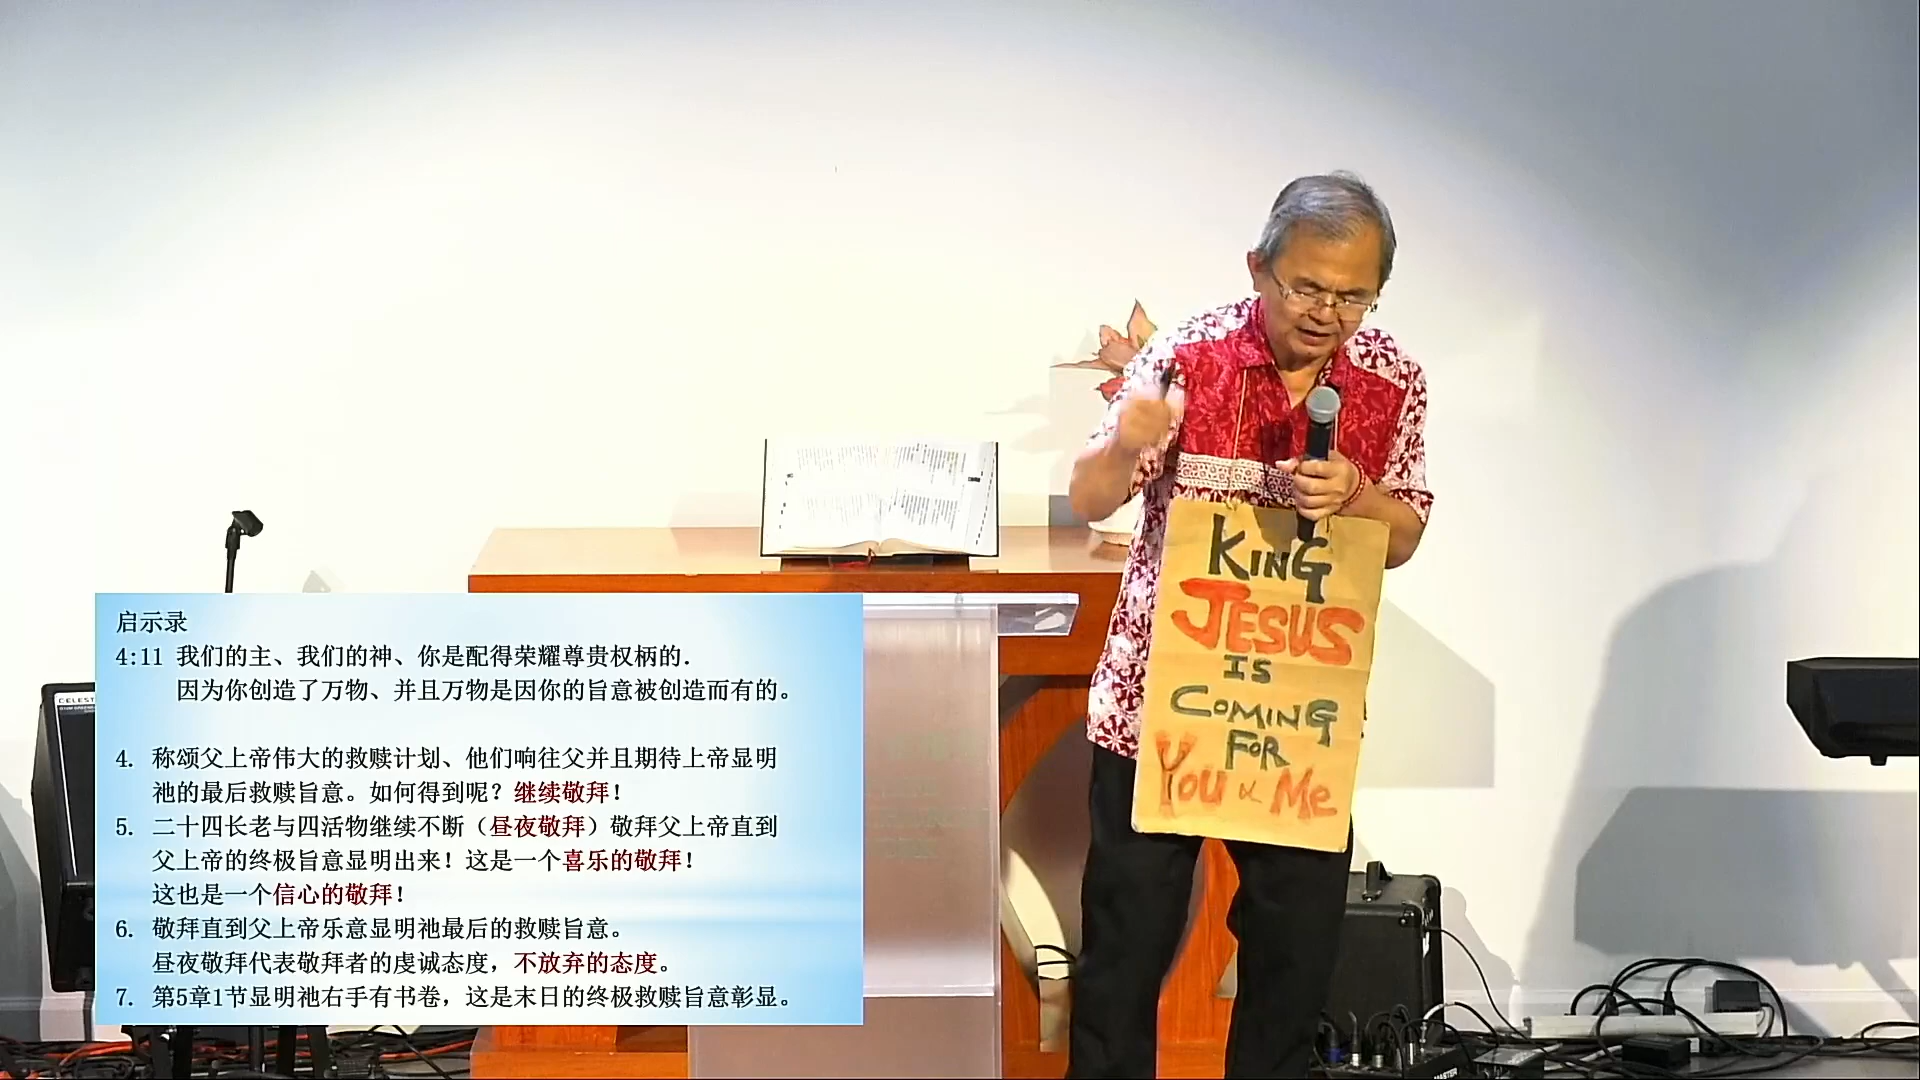 启示录
4:11 我们的主、我们的神、你是配得荣耀尊贵权柄的.
因为你创造了万物、并且万物是因你的旨意被创造而有的。
4. 称颂父上帝伟大的救赎计划、他们响往父并且期待上帝显明
祂的最后救赎旨意。如何得到呢？继续敬拜！
5. 二十四长老与四活物继续不断（昼夜敬拜）敬拜父上帝直到
父上帝的终极旨意显明出来！这是一个喜乐的敬拜！
这也是一个信心的敬拜！
6. 敬拜直到父上帝乐意显明祂最后的救赎旨意。
昼夜敬拜代表敬拜者的虔诚态度，不放弃的态度。
7. 第5章1节显明祂右手有书卷，这是末日的终极救赎旨意彰显。
KING
JESUS
IS
COMING
FOR
YOU & ME